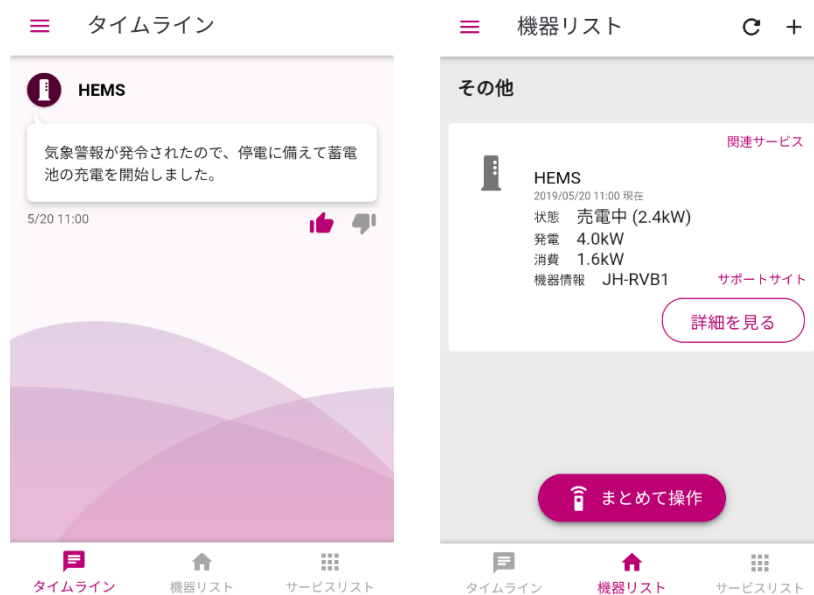 タイムライン
HEMS
気象警報が発令されたので、停電に備えて蓄電
池の充電を開始しました。
5/20 11:00
タイムライン
機器リスト
サービスリスト
機器リスト
その他
関連サービス
HEMS
2019/05/20 11:00 現在
状態 売電中 (2.4kW)
発電 4.0kW
消費 1.6kW
機器情報 JH-RVB1 サポートサイト
詳細を見る
まとめて操作
タイムライン
機器リスト
サービスリスト